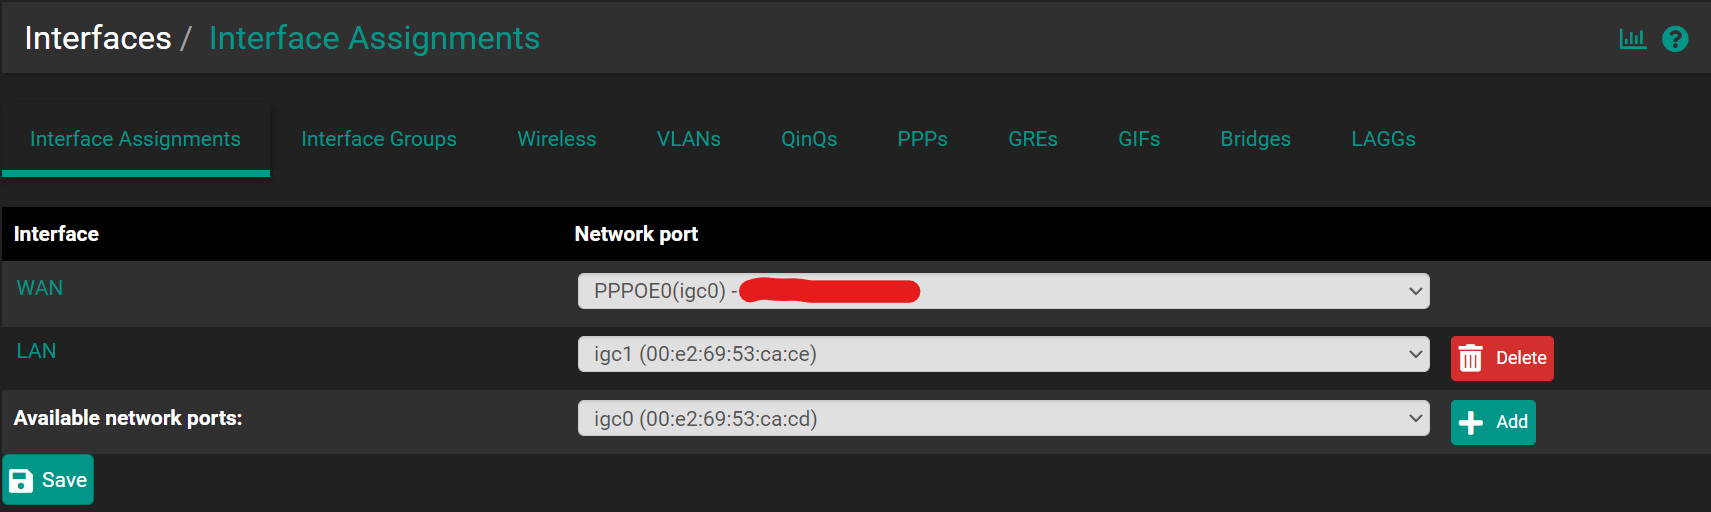 Interfaces / Interface Assignments
Interface Assignments Interface Groups Wireless VLANs QinQs PPPs GREs GIFs Bridges LAGGs
Interface Network port
WAN PPPOE0(igc0) -
LAN igc1 (00:e2:69:53:ca:ce) Delete
Available network ports: igc0 (00:e2:69:53:ca:cd) Add
Save